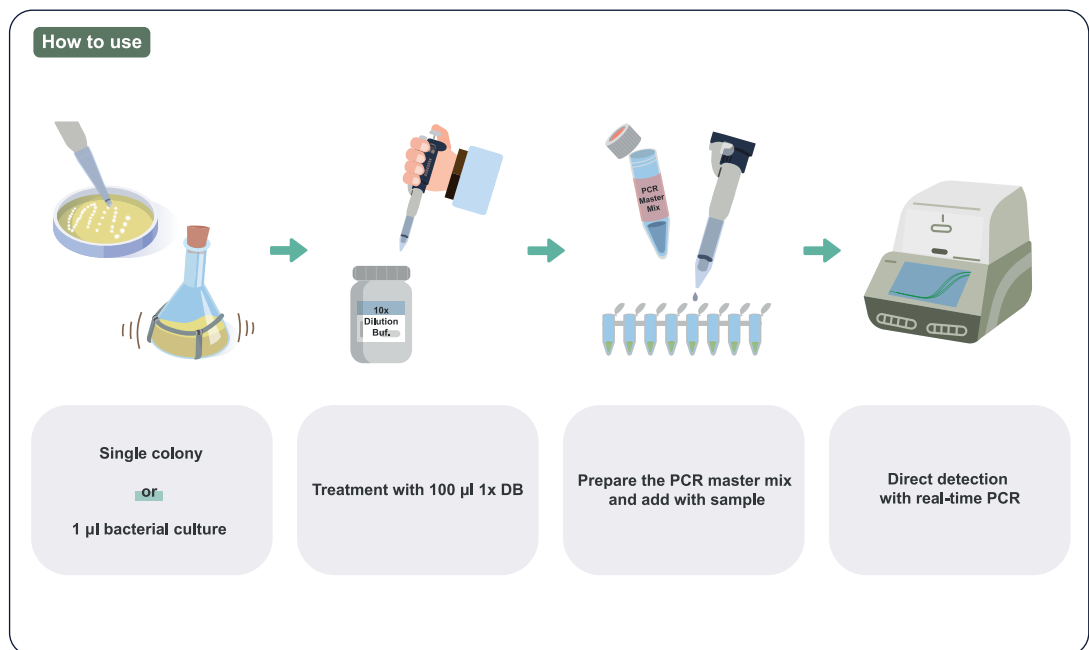 How to use
10x
Dilution
Buf.
PCR
Master
Mix
Single colony
or
1 µl bacterial culture
Treatment with 100 µl 1x DB
Prepare the PCR master mix
and add with sample
Direct detection
with real-time PCR